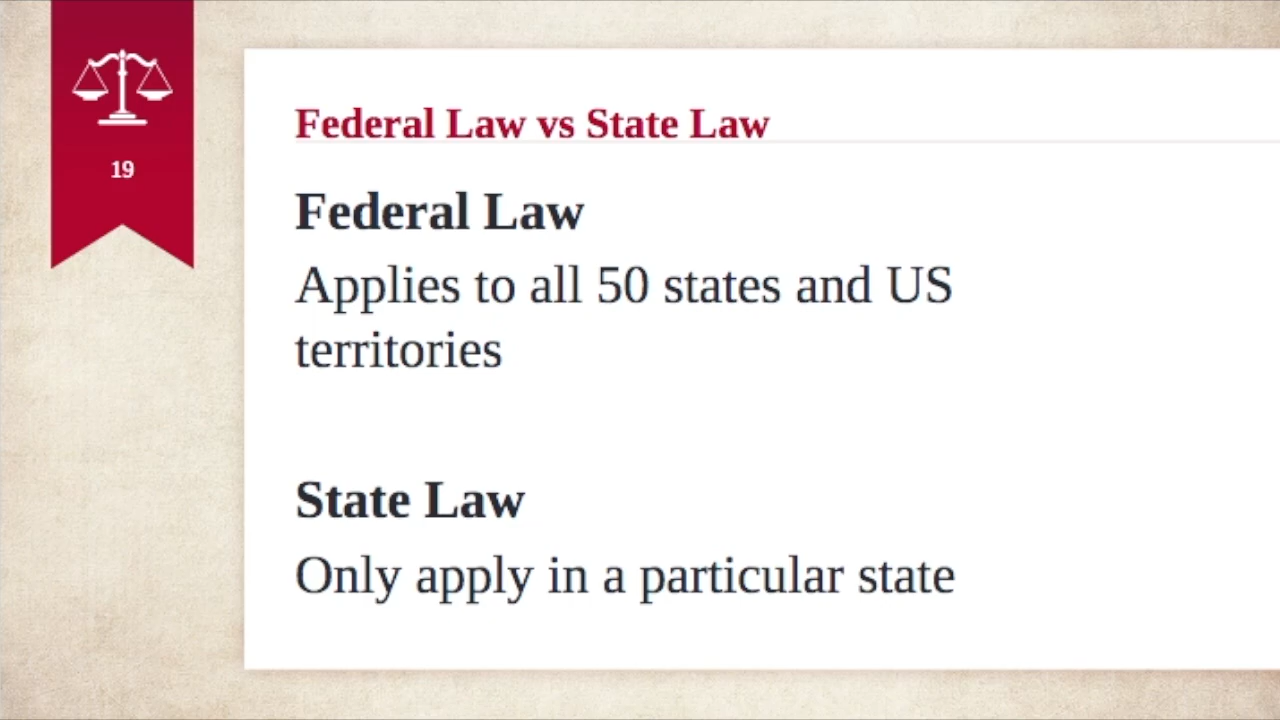 19
Federal Law vs State Law
Federal Law
Applies to all 50 states and US
territories
State Law
Only apply in a particular state